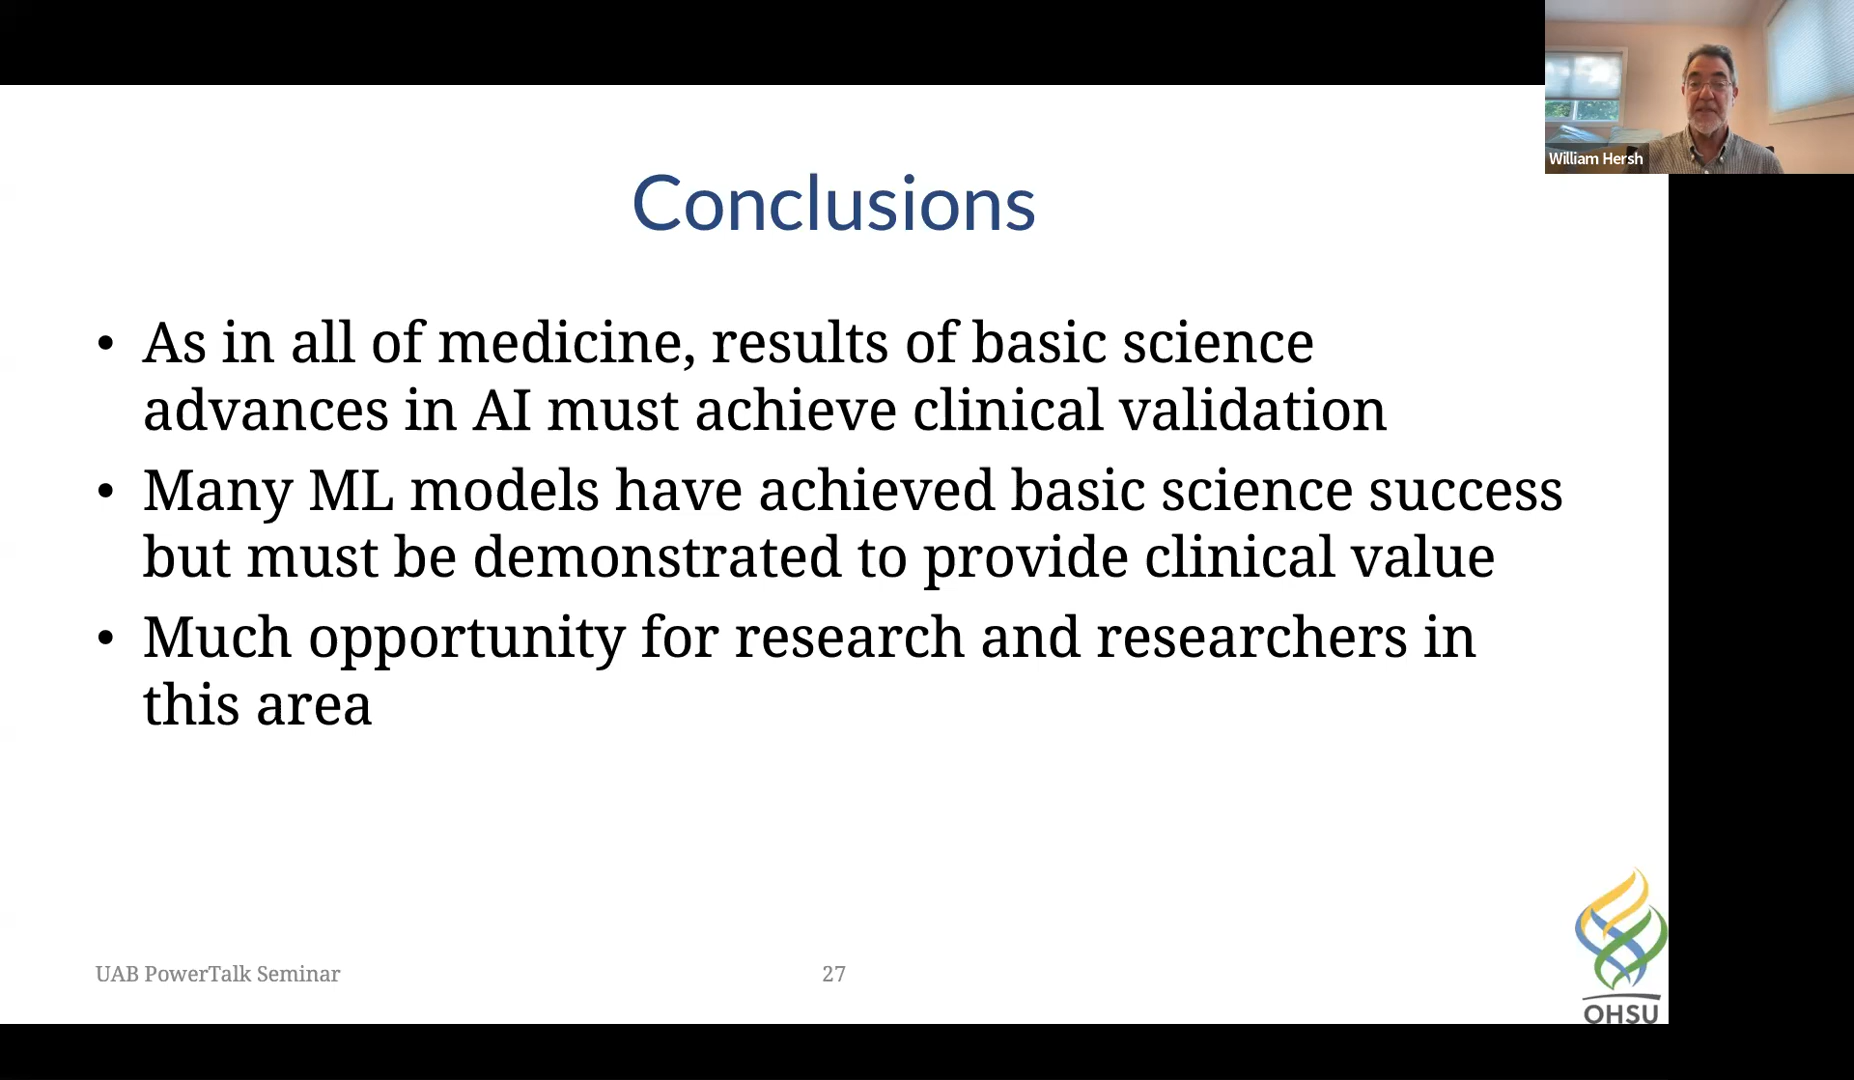 William Hersh
Conclusions
• As in all of medicine, results of basic science
advances in AI must achieve clinical validation
• Many ML models have achieved basic science success
but must be demonstrated to provide clinical value
• Much opportunity for research and researchers in
this area
UAB PowerTalk Seminar
27
OHSU